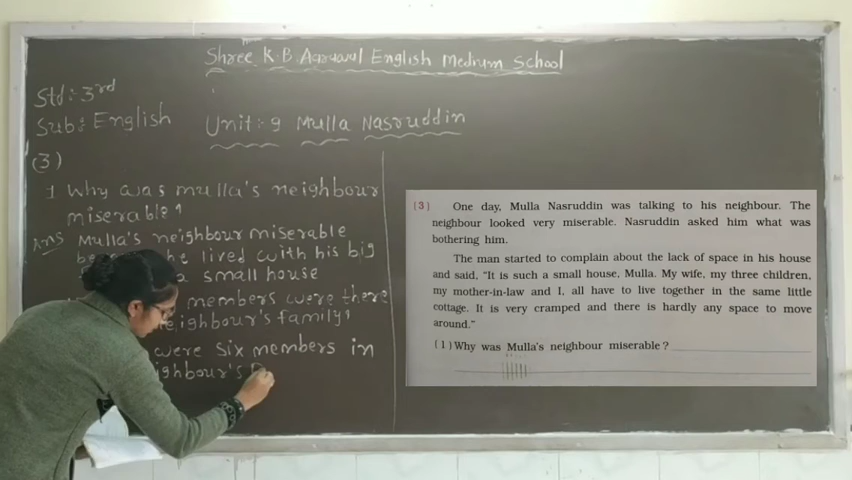 Shree K.B. Agrawal English Medium School
Std:- 3rd
Sub: English
Unit:- 9 Mulla Nasruddin
(3)
1 Why was mulla's neighbour
miserable?
Ans Mulla's neighbour miserable
he lived with his big
a small house
members were there
neighbour's family?
were six members in
(3) One day, Mulla Nasruddin was talking to his neighbour. The
neighbour looked very miserable. Nasruddin asked him what was
bothering him.
The man started to complain about the lack of space in his house
and said, "It is such a small house, Mulla. My wife, my three children,
my mother-in-law and I, all have to live together in the same little
cottage. It is very cramped and there is hardly any space to move
around."
(1) Why was Mulla's neighbour miserable ?